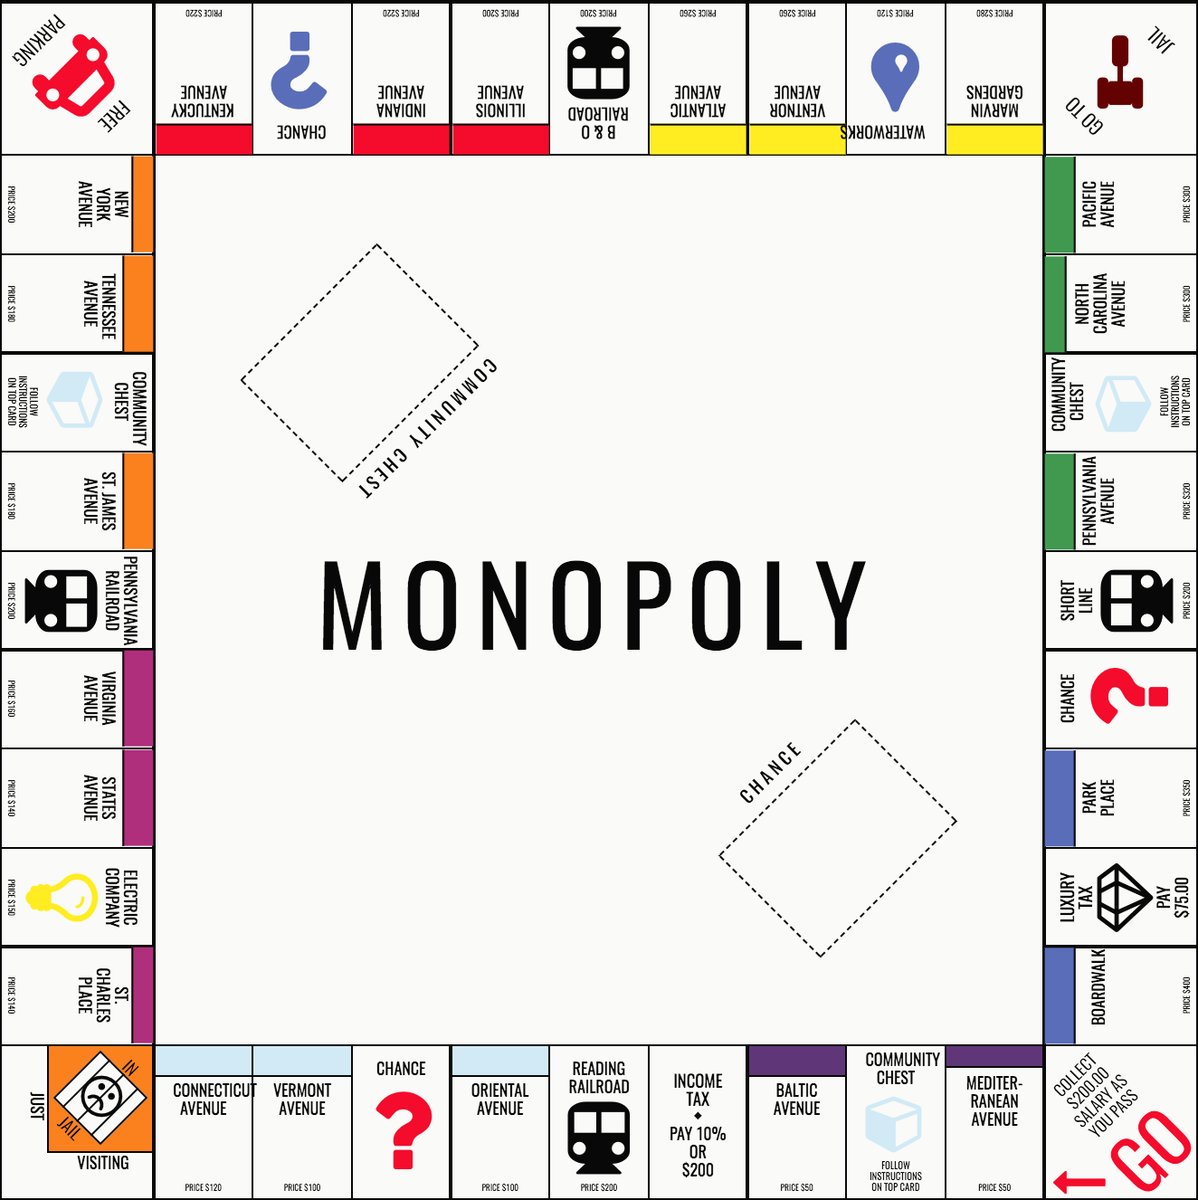 FREE
PARKING
PRICE $220
KENTUCKY
AVENUE
CHANCE
PRICE $220
INDIANA
AVENUE
PRICE $200
ILLINOIS
AVENUE
PRICE $200
B & O
RAILROAD
PRICE $260
ATLANTIC
AVENUE
PRICE $260
VENTNOR
AVENUE
PRICE $120
WATERWORKS
PRICE $280
MARVIN
GARDENS
GO TO
JAIL
NEW
YORK
AVENUE
PRICE $200
TENNESSEE
AVENUE
PRICE $180
COMMUNITY
CHEST
FOLLOW
INSTRUCTIONS
ON TOP CARD
ST. JAMES
AVENUE
PRICE $180
PENNSYLVANIA
RAILROAD
PRICE $200
VIRGINIA
AVENUE
PRICE $160
STATES
AVENUE
PRICE $140
ELECTRIC
COMPANY
PRICE $150
ST.
CHARLES
PLACE
PRICE $140
COMMUNITY CHEST
MONOPOLY
CHANCE
PACIFIC
AVENUE
PRICE $300
NORTH
CAROLINA
AVENUE
PRICE $300
COMMUNITY
CHEST
FOLLOW
INSTRUCTIONS
ON TOP CARD
PENNSYLVANIA
AVENUE
PRICE $320
SHORT
LINE
PRICE $200
CHANCE
PARK
PLACE
PRICE $350
LUXURY
TAX
PAY
$75.00
BOARDWALK
PRICE $400
IN
JAIL
JUST
VISITING
CONNECTICUT
AVENUE
PRICE $120
VERMONT
AVENUE
PRICE $100
CHANCE
ORIENTAL
AVENUE
PRICE $100
READING
RAILROAD
PRICE $200
INCOME
TAX
PAY 10%
OR
$200
BALTIC
AVENUE
PRICE $50
COMMUNITY
CHEST
FOLLOW
INSTRUCTIONS
ON TOP CARD
MEDITER-
RANEAN
AVENUE
PRICE $50
COLLECT
$200.00
SALARY AS
YOU PASS
GO